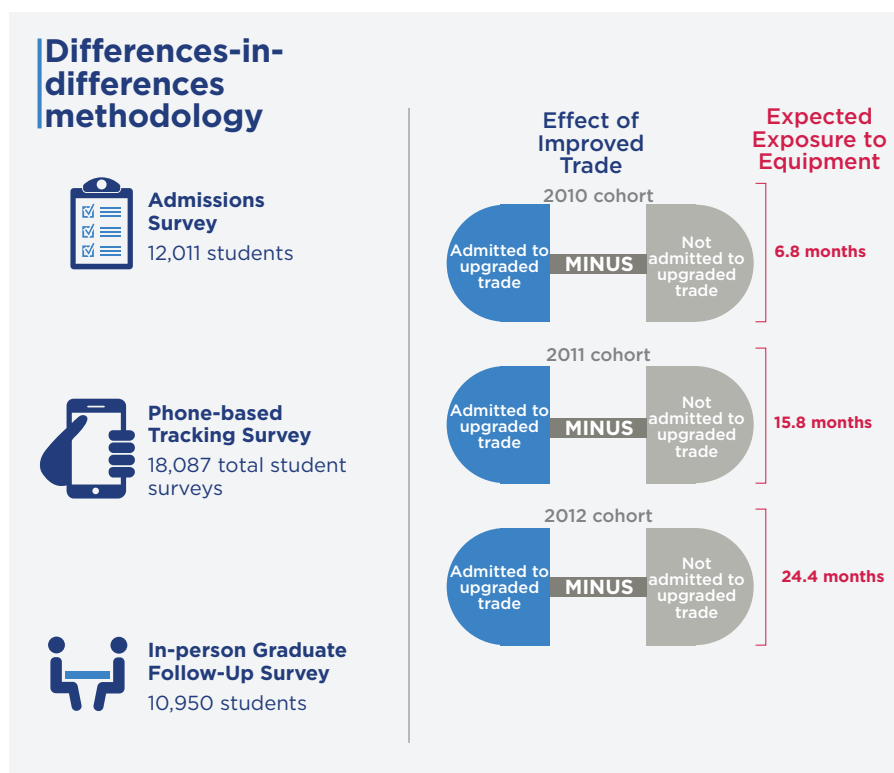 Differences-in-
differences
methodology
Admissions
Survey
12,011 students
Phone-based
Tracking Survey
18,087 total student
surveys
In-person Graduate
Follow-Up Survey
10,950 students
Effect of
Improved
Trade
Expected
Exposure to
Equipment
2010 cohort
Admitted to
upgraded
trade
MINUS
Not
admitted to
upgraded
trade
6.8 months
2011 cohort
Admitted to
upgraded
trade
MINUS
Not
admitted to
upgraded
trade
15.8 months
2012 cohort
Admitted to
upgraded
trade
MINUS
Not
admitted to
upgraded
trade
24.4 months